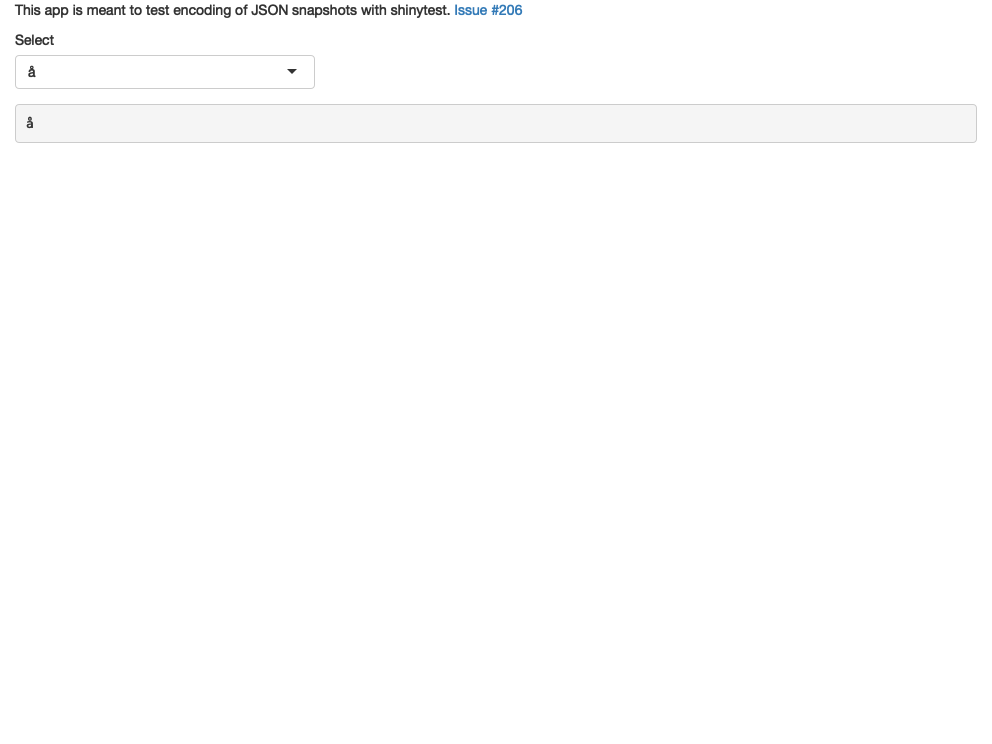 This app is meant to test encoding of JSON snapshots with shinytest. Issue #206
Select
å
å